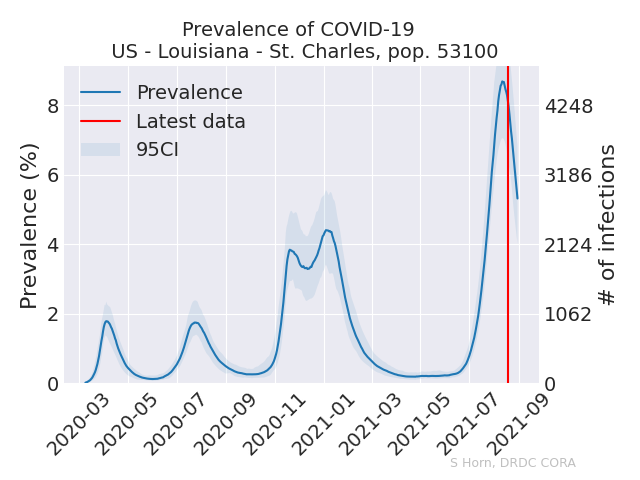 Prevalence of COVID-19
US - Louisiana - St. Charles, pop. 53100
Prevalence
Latest data
95CI
Prevalence (%)
8
6
4
2
0
4248
3186
2124
1062
0
# of infections
2020-03
2020-05
2020-07
2020-09
2020-11
2021-01
2021-03
2021-05
2021-07
2021-09
S Horn, DRDC CORA